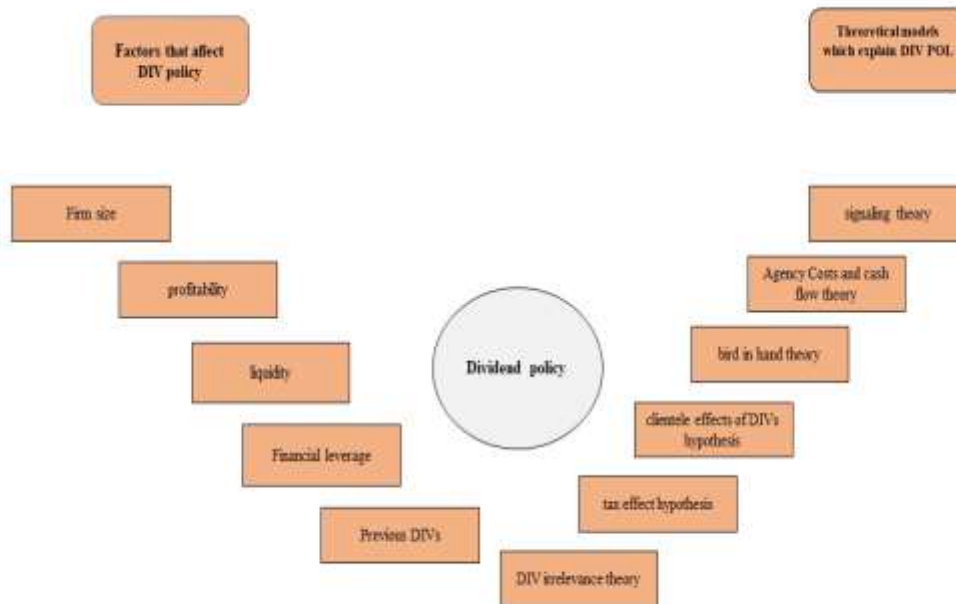 Factors that affect
DIV policy
Theoretical models
which explain DIV POL
Firm size
profitability
liquidity
Financial leverage
Previous DIVs
Dividend policy
signaling theory
Agency Costs and cash
flow theory
bird in hand theory
clientele effects of DIVs
hypothesis
tax effect hypothesis
DIV irrelevance theory